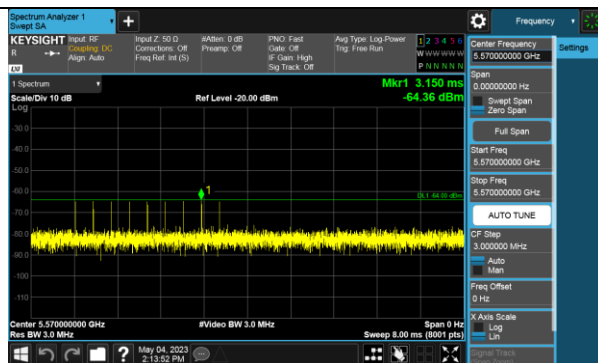 Spectrum Analyzer 1
Swept SA
Frequency
KEYSIGHT Input: RF Input Z: 50 Ω #Atten: 0 dB PNO: Fast Avg Type: Log-Power 1 2 3 4 5 6
R Coupling: DC Corrections: Off Preamp: Off Gate: Off Trig: Free Run W W W W W W
Align: Auto Freq Ref: Int (S) IF Gain: High P N N N N N
Sig Track: Off
LXI
1 Spectrum
Mkr1 3.150 ms
Scale/Div 10 dB Ref Level -20.00 dBm -64.36 dBm
Log
-30.0
-40.0
-50.0
1
DL1 -64.00 dBm
-60.0
-70.0
-80.0
-90.0
-100
-110
Center 5.570000000 GHz #Video BW 3.0 MHz Span 0 Hz
Res BW 3.0 MHz Sweep 8.00 ms (8001 pts)
May 04, 2023
2:13:52 PM
?
Center Frequency
5.570000000 GHz
Settings
Span
0.00000000 Hz
Swept Span
Zero Span
Full Span
Start Freq
5.570000000 GHz
Stop Freq
5.570000000 GHz
AUTO TUNE
CF Step
3.000000 MHz
Auto
Man
Freq Offset
0 Hz
X Axis Scale
Log
Lin
Signal Track